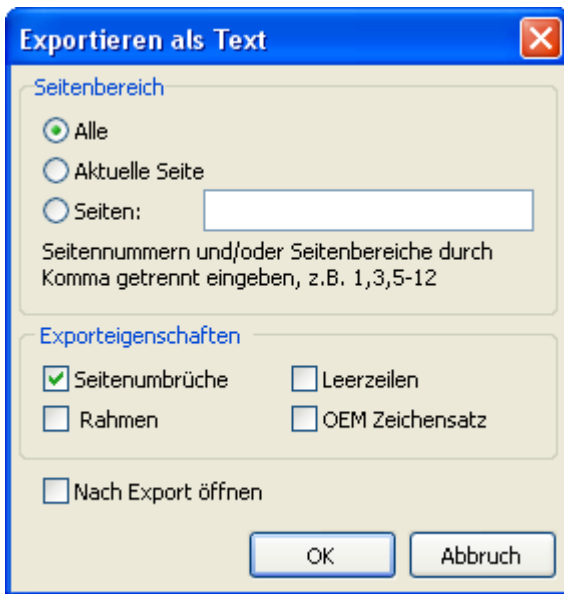 Exportieren als Text
Seitenbereich
Alle
Aktuelle Seite
Seiten:
Seitennummern und/oder Seitenbereiche durch
Komma getrennt eingeben, z.B. 1,3,5-12
Exporteigenschaften
Seitenumbrüche Leerzeilen
Rahmen OEM Zeichensatz
Nach Export öffnen
OK Abbruch